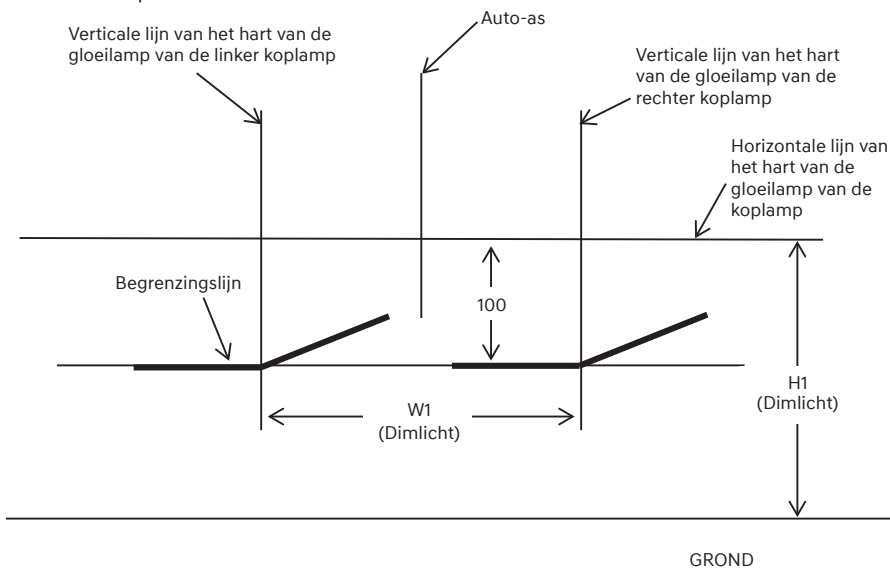 Auto-as
Verticale lijn van het hart van de
gloeilamp van de linker koplamp
Verticale lijn van het hart
van de gloeilamp van de
rechter koplamp
Horizontale lijn van
het hart van de
gloeilamp van de
koplamp
Begrenzingslijn
100
H1
(Dimlicht)
W1
(Dimlicht)
GROND